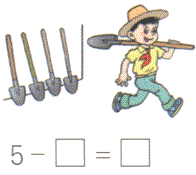 5 − □ = □